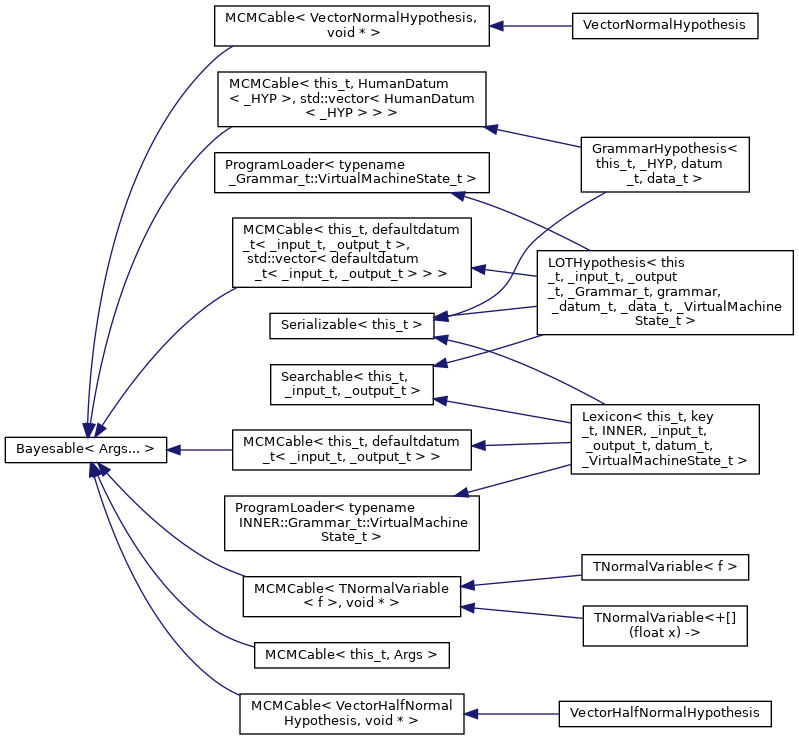 MCMCable< VectorNormalHypothesis,
void * >
VectorNormalHypothesis
MCMCable< this_t, HumanDatum
< _HYP >, std::vector< HumanDatum
< _HYP > > >
GrammarHypothesis<
this_t, _HYP, datum
_t, data_t >
ProgramLoader< typename
_Grammar_t::VirtualMachineState_t >
MCMCable< this_t, defaultdatum
_t< _input_t, _output_t >,
std::vector< defaultdatum
_t< _input_t, _output_t > > >
LOTHypothesis< this
_t, _input_t, _output
_t, _Grammar_t, grammar,
_datum_t, _data_t, _VirtualMachine
State_t >
Serializable< this_t >
Searchable< this_t,
_input_t, _output_t >
Lexicon< this_t, key
_t, INNER, _input_t,
_output_t, datum_t,
_VirtualMachineState_t >
Bayesable< Args... >
MCMCable< this_t, defaultdatum
_t< _input_t, _output_t > >
ProgramLoader< typename
INNER::Grammar_t::VirtualMachine
State_t >
MCMCable< TNormalVariable
< f >, void * >
TNormalVariable< f >
TNormalVariable<+[]
(float x) ->
MCMCable< this_t, Args >
MCMCable< VectorHalfNormal
Hypothesis, void * >
VectorHalfNormalHypothesis